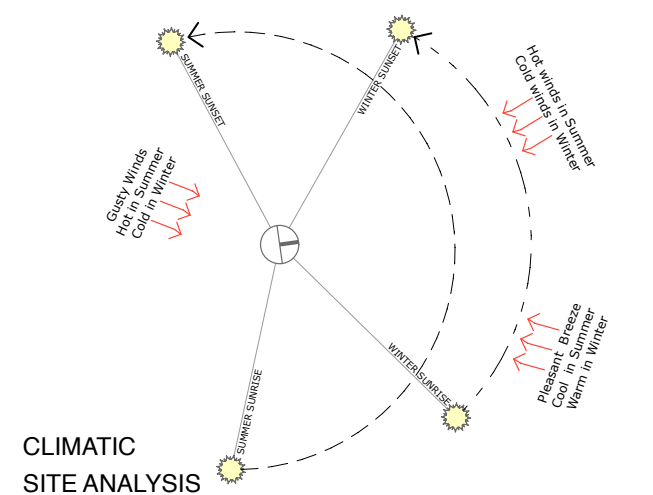 SUMMER SUNSET
WINTER SUNSET
Hot winds in Summer
Cold winds in Winter
Gusty Winds
Hot in Summer
Cold in Winter
Pleasant Breeze
Cool in Summer
Warm in Winter
WINTER SUNRISE
SUMMER SUNRISE
CLIMATIC
SITE ANALYSIS